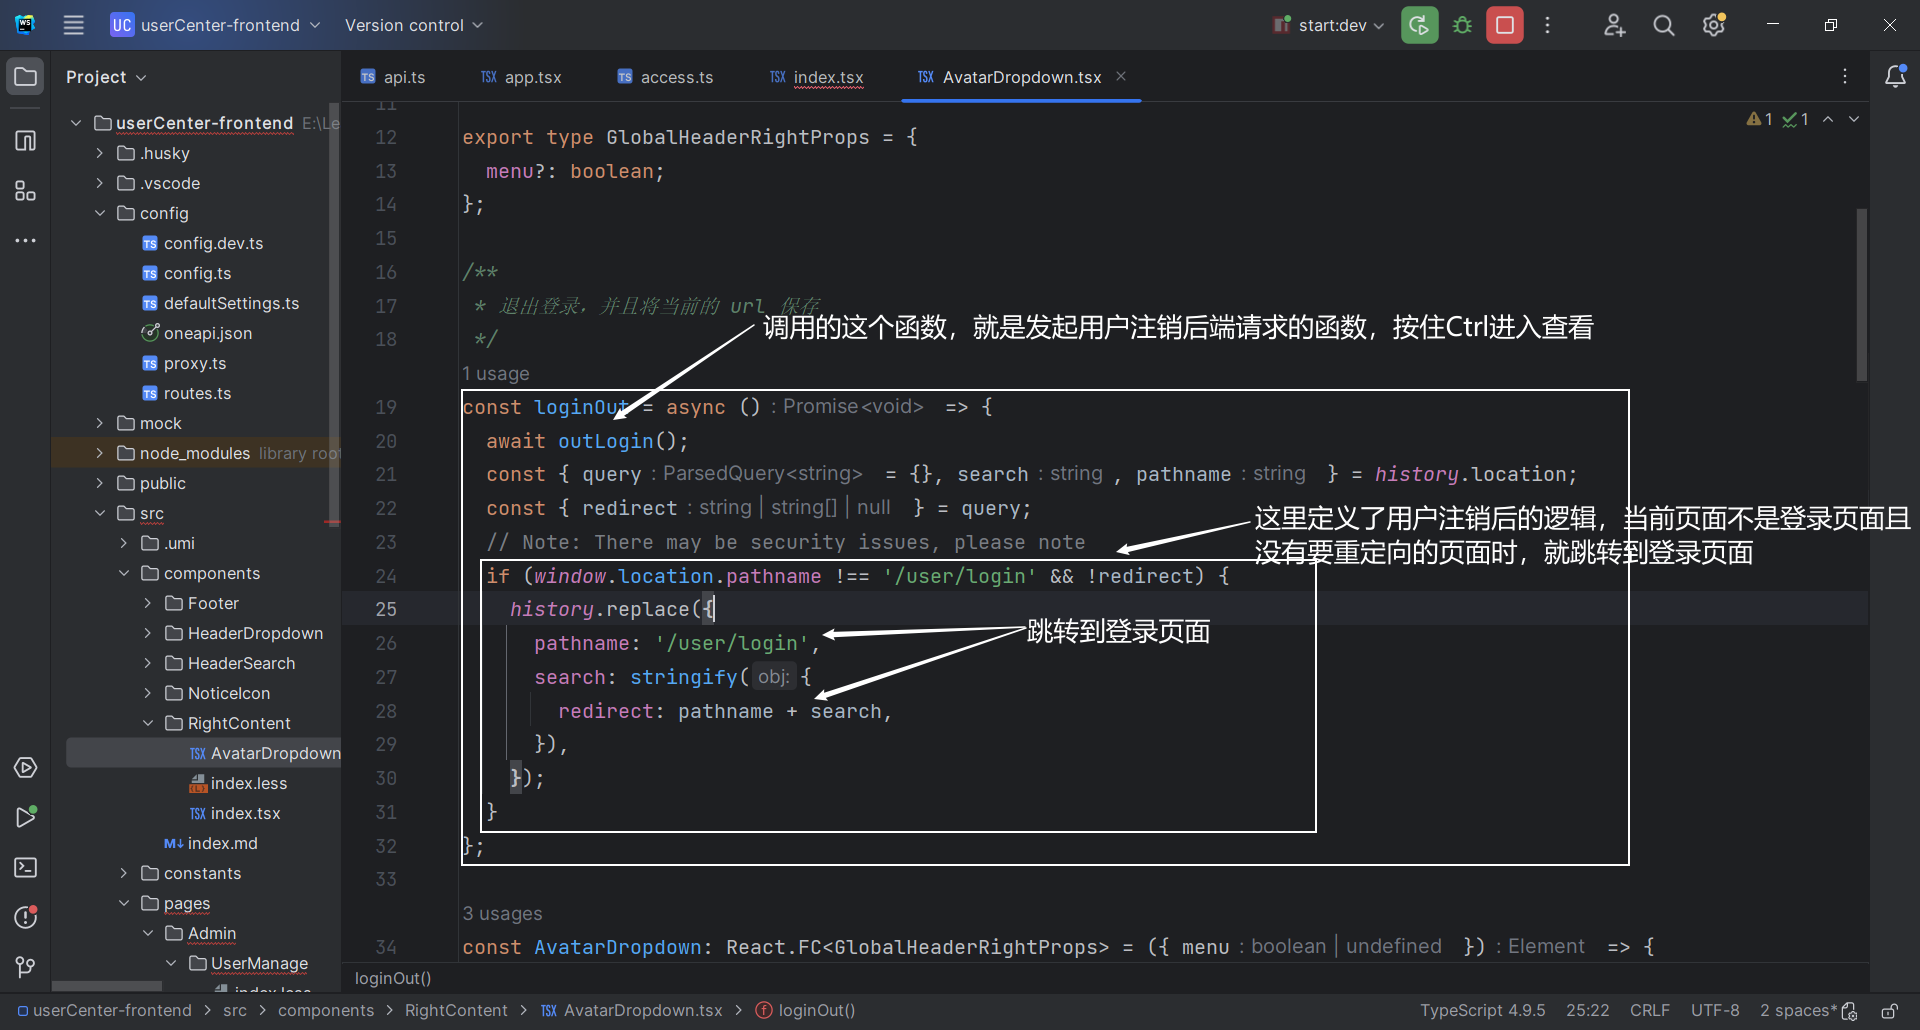 UC userCenter-frontend Version control start:dev
Project
api.ts app.tsx access.ts index.tsx AvatarDropdown.tsx
userCenter-frontend E:\Le
.husky
.vscode
config
config.dev.ts
config.ts
defaultSettings.ts
oneapi.json
proxy.ts
routes.ts
mock
node_modules library root
public
src
.umi
components
Footer
HeaderDropdown
HeaderSearch
NoticeIcon
RightContent
AvatarDropdown
index.less
index.tsx
index.md
constants
pages
Admin
UserManage
index.less
1 1
11
12 export type GlobalHeaderRightProps = {
13 menu?: boolean;
14 };
15
16 /**
17 * 退出登录，并且将当前的 url 保存
18 */
调用的这个函数，就是发起用户注销后端请求的函数，按住Ctrl进入查看
1 usage
19 const loginOut = async () : Promise<void> => {
20 await outLogin();
21 const { query : ParsedQuery<string> = {}, search : string , pathname : string } = history.location;
22 const { redirect : string | string[] | null } = query;
23 // Note: There may be security issues, please note
这里定义了用户注销后的逻辑，当前页面不是登录页面且
没有要重定向的页面时，就跳转到登录页面
24 if (window.location.pathname !== '/user/login' && !redirect) {
25 history.replace({
26 pathname: '/user/login',
跳转到登录页面
27 search: stringify( obj: {
28 redirect: pathname + search,
29 }),
30 });
31 }
32 };
33
3 usages
34 const AvatarDropdown: React.FC<GlobalHeaderRightProps> = ({ menu : boolean | undefined }) : Element => {
loginOut()
userCenter-frontend > src > components > RightContent > AvatarDropdown.tsx > loginOut()
TypeScript 4.9.5 25:22 CRLF UTF-8 2 spaces*